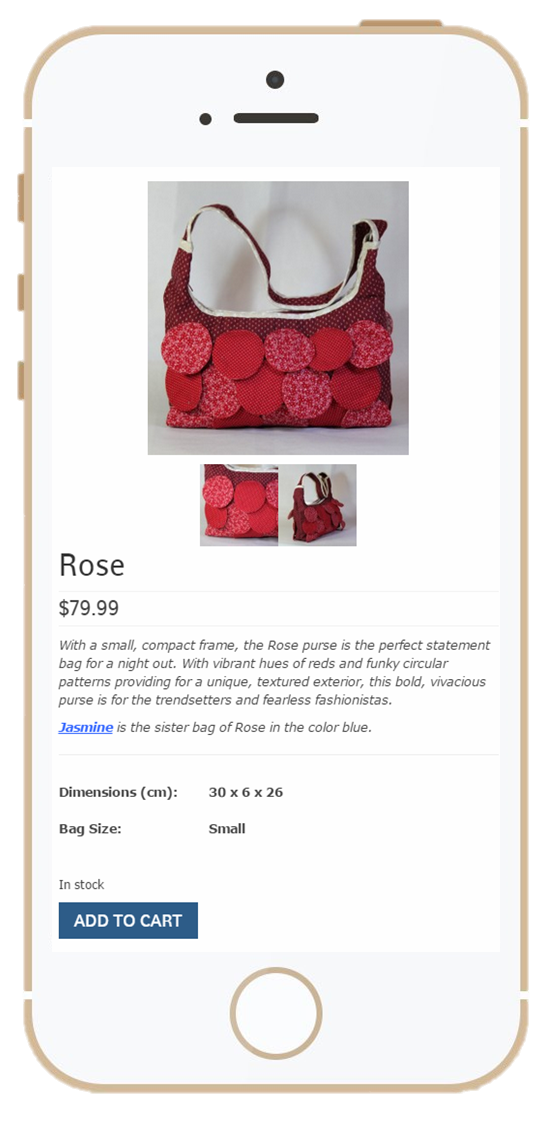 Rose
$79.99
With a small, compact frame, the Rose purse is the perfect statement
bag for a night out. With vibrant hues of reds and funky circular
patterns providing for a unique, textured exterior, this bold, vivacious
purse is for the trendsetters and fearless fashionistas.
Jasmine is the sister bag of Rose in the color blue.
Dimensions (cm): 30 x 6 x 26
Bag Size: Small
In stock
ADD TO CART